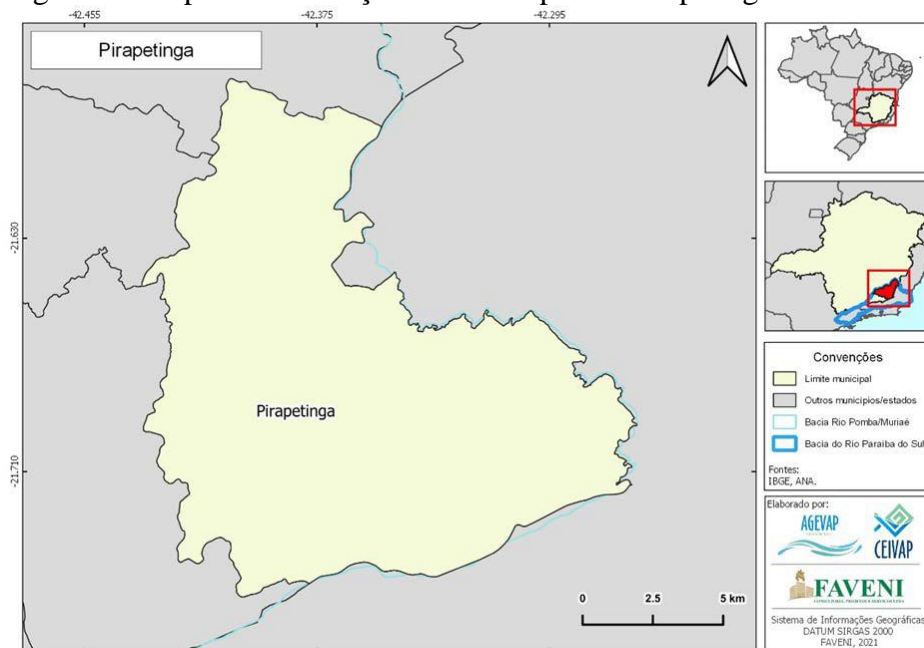 -42.455
-42.375
-42.295
Pirapetinga
-21.630
Pirapetinga
-21.710
0
2.5
5 km
Convenções
Limite municipal
Outros municípios/estados
Bacia Rio Pomba/Muriaé
Bacia do Rio Paraíba do Sul
Fontes:
IBGE, ANA.
Elaborado por:
AGEVAP
CEIVAP
FAVENI
Sistema de Informações Geográficas
DATUM SIRGAS 2000
FAVENI, 2021